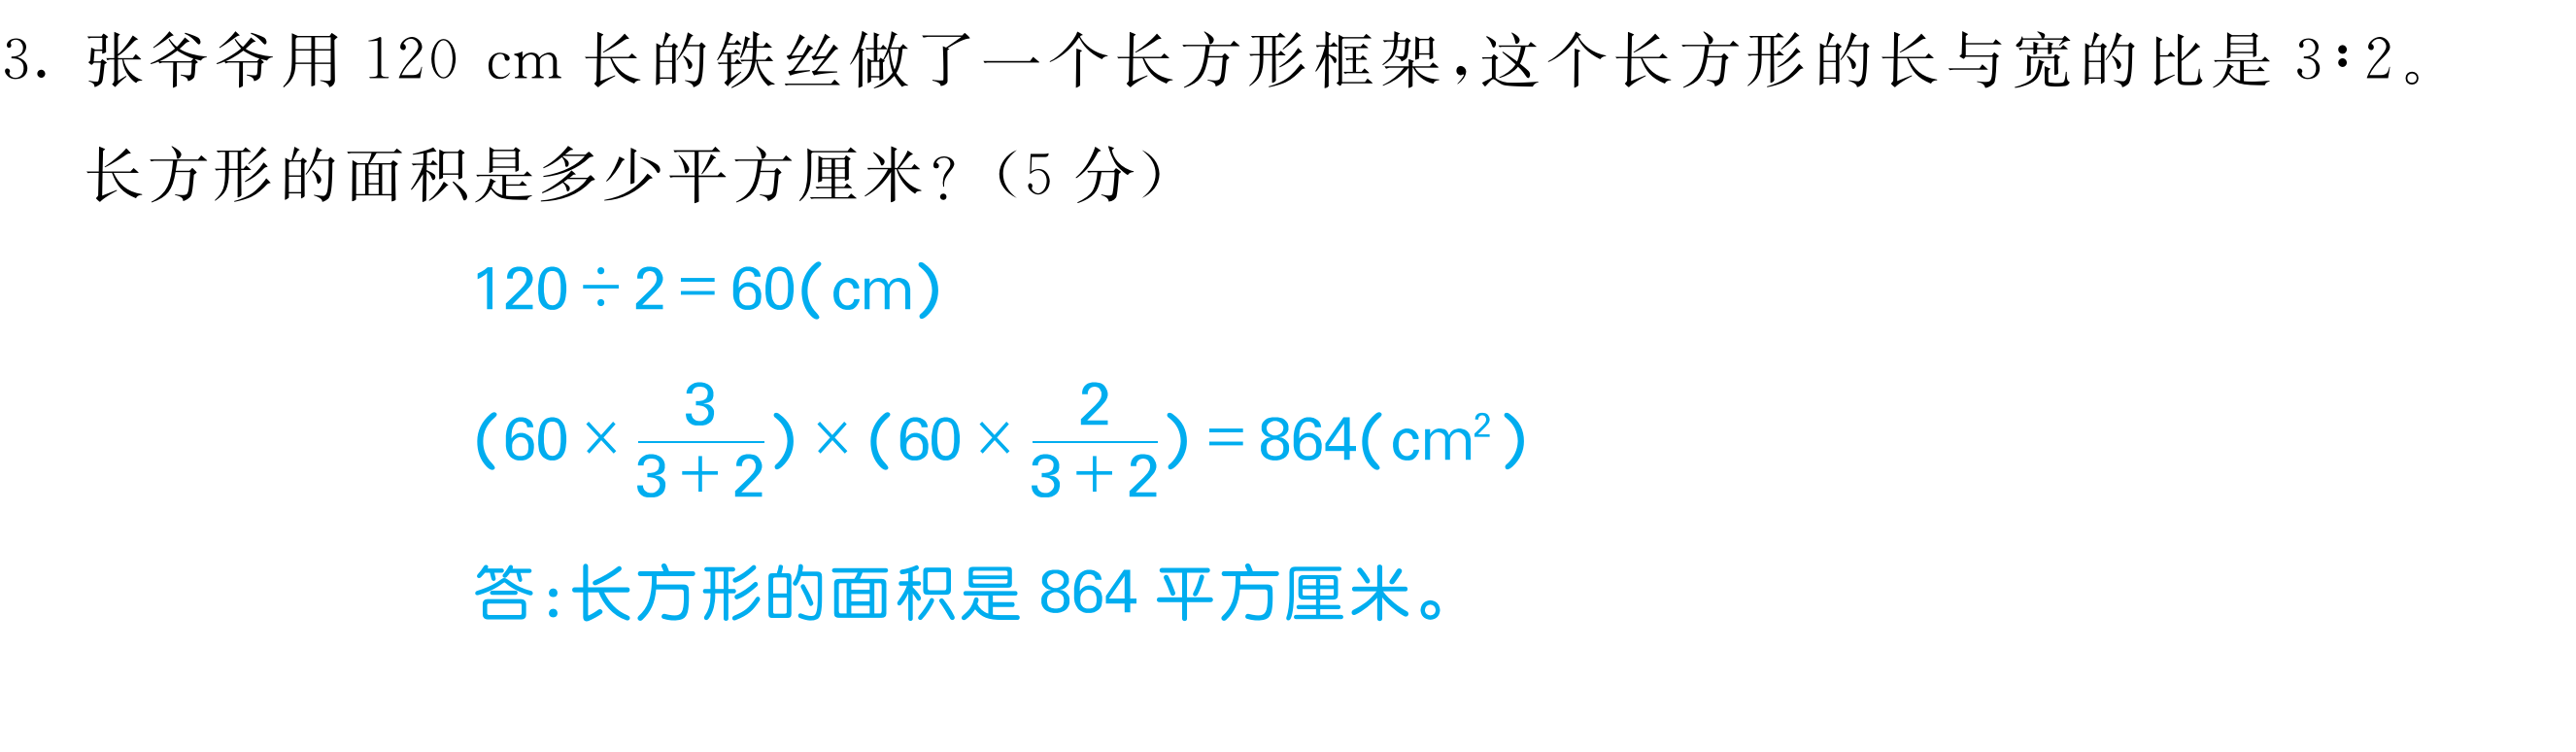 3. 张爷爷用 120 cm 长的铁丝做了一个长方形框架,这个长方形的长与宽的比是 3∶2。
长方形的面积是多少平方厘米?(5 分)
120÷2=60(cm)
(60×3/(3+2))×(60×2/(3+2))=864(cm²)
答:长方形的面积是 864 平方厘米。